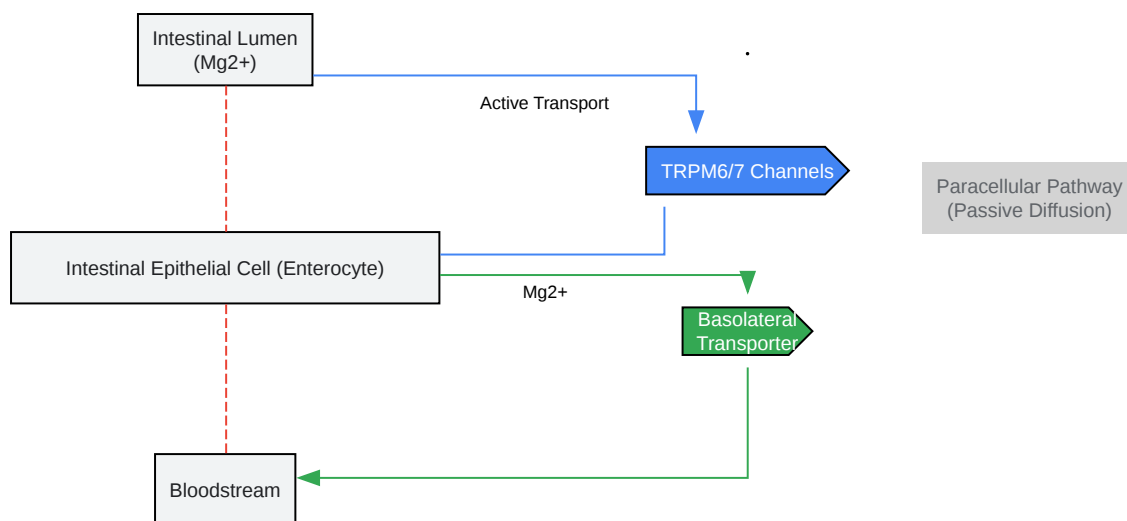 Intestinal Lumen
(Mg2+)
Active Transport
TRPM6/7 Channels
Paracellular Pathway
(Passive Diffusion)
Intestinal Epithelial Cell (Enterocyte)
Mg2+
Basolateral
Transporter
Bloodstream